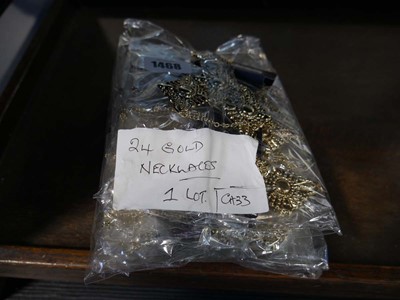 1468
24 GOLD
NECKLACES
1 LOT.
CA33